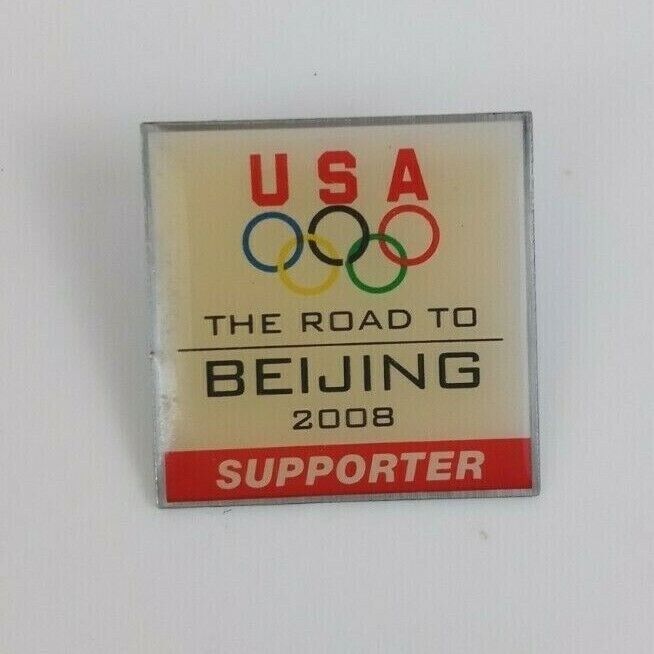 USA
THE ROAD TO
BEIJING
2008
SUPPORTER